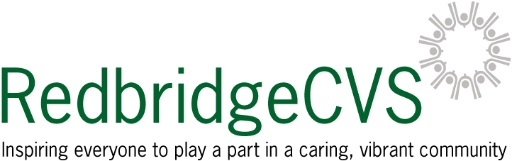 RedbridgeCVS
Inspiring everyone to play a part in a caring, vibrant community